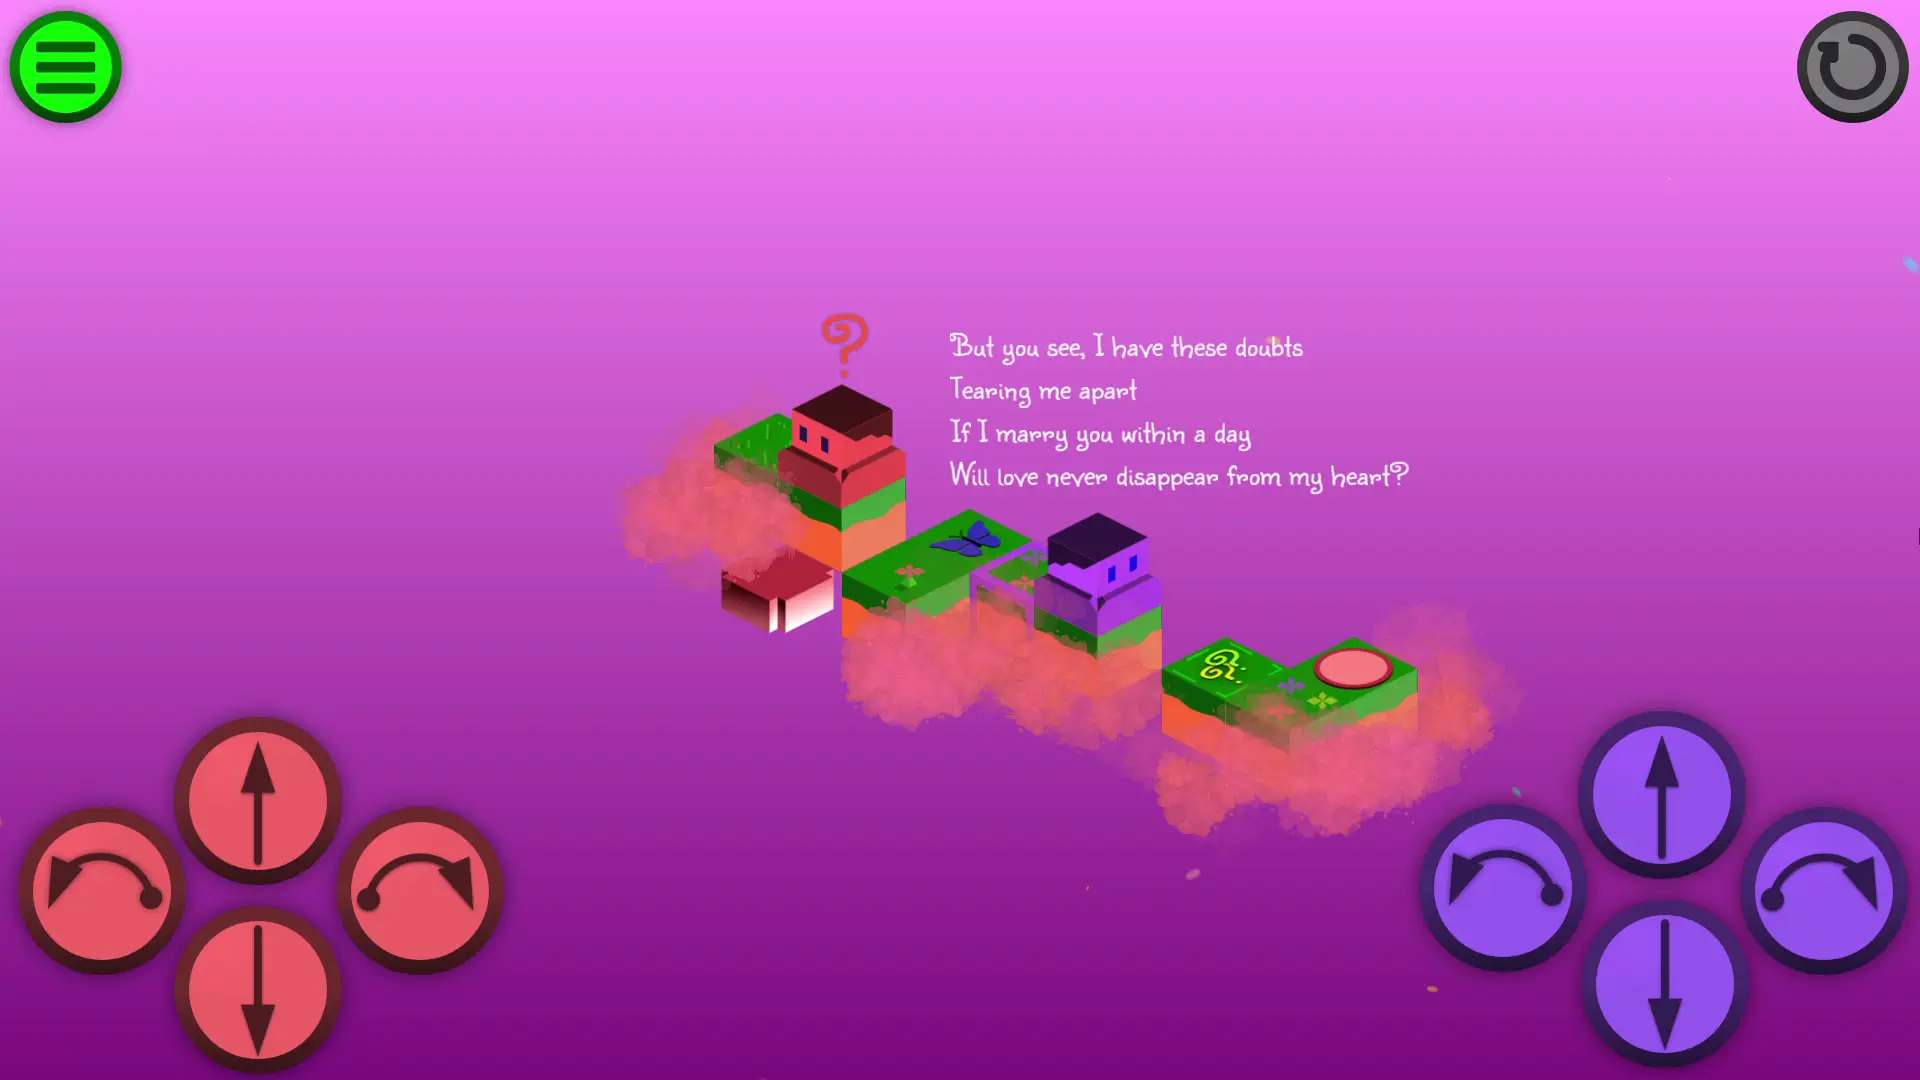 ?
But you see, I have these doubts
Tearing me apart
If I marry you within a day
Will love never disappear from my heart?